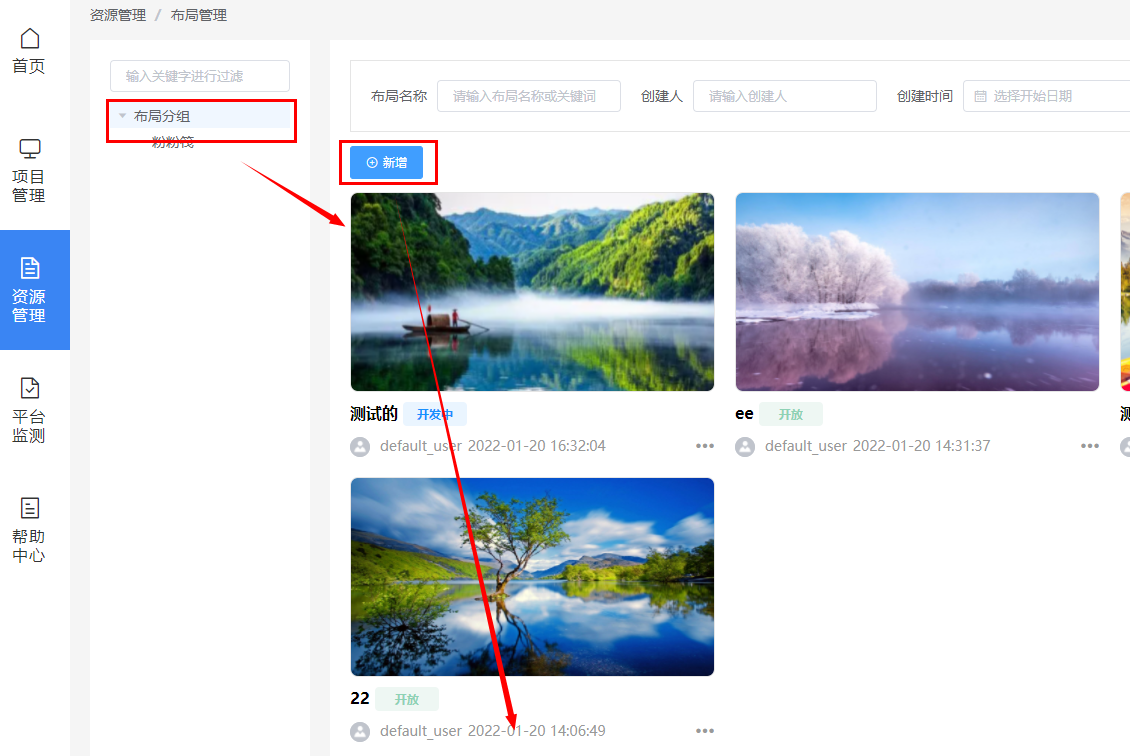 资源管理 / 布局管理
首页
项目
管理
资源
管理
平台
监测
帮助
中心
输入关键字进行过滤
布局分组
粉粉筏
布局名称 请输入布局名称或关键词 创建人 请输入创建人 创建时间 选择开始日期
新增
测试的 开发中
default_user 2022-01-20 16:32:04
ee 开放
default_user 2022-01-20 14:31:37
22 开放
default_user 2022-01-20 14:06:49